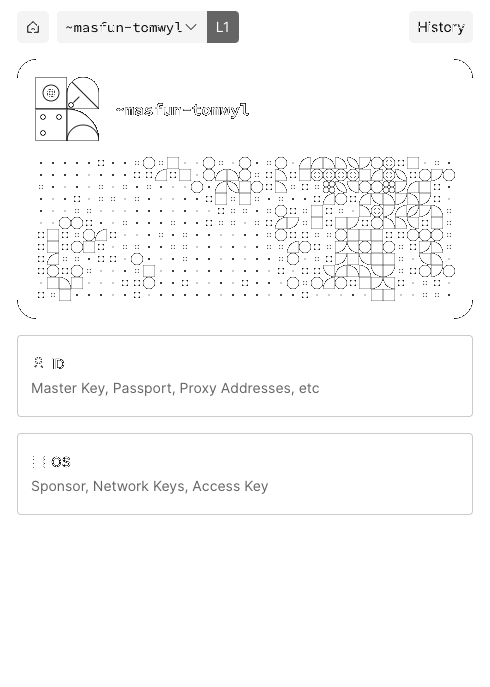 ~masfun-tomwyl L1 History
~masfun-tomwyl
ID
Master Key, Passport, Proxy Addresses, etc
OS
Sponsor, Network Keys, Access Key